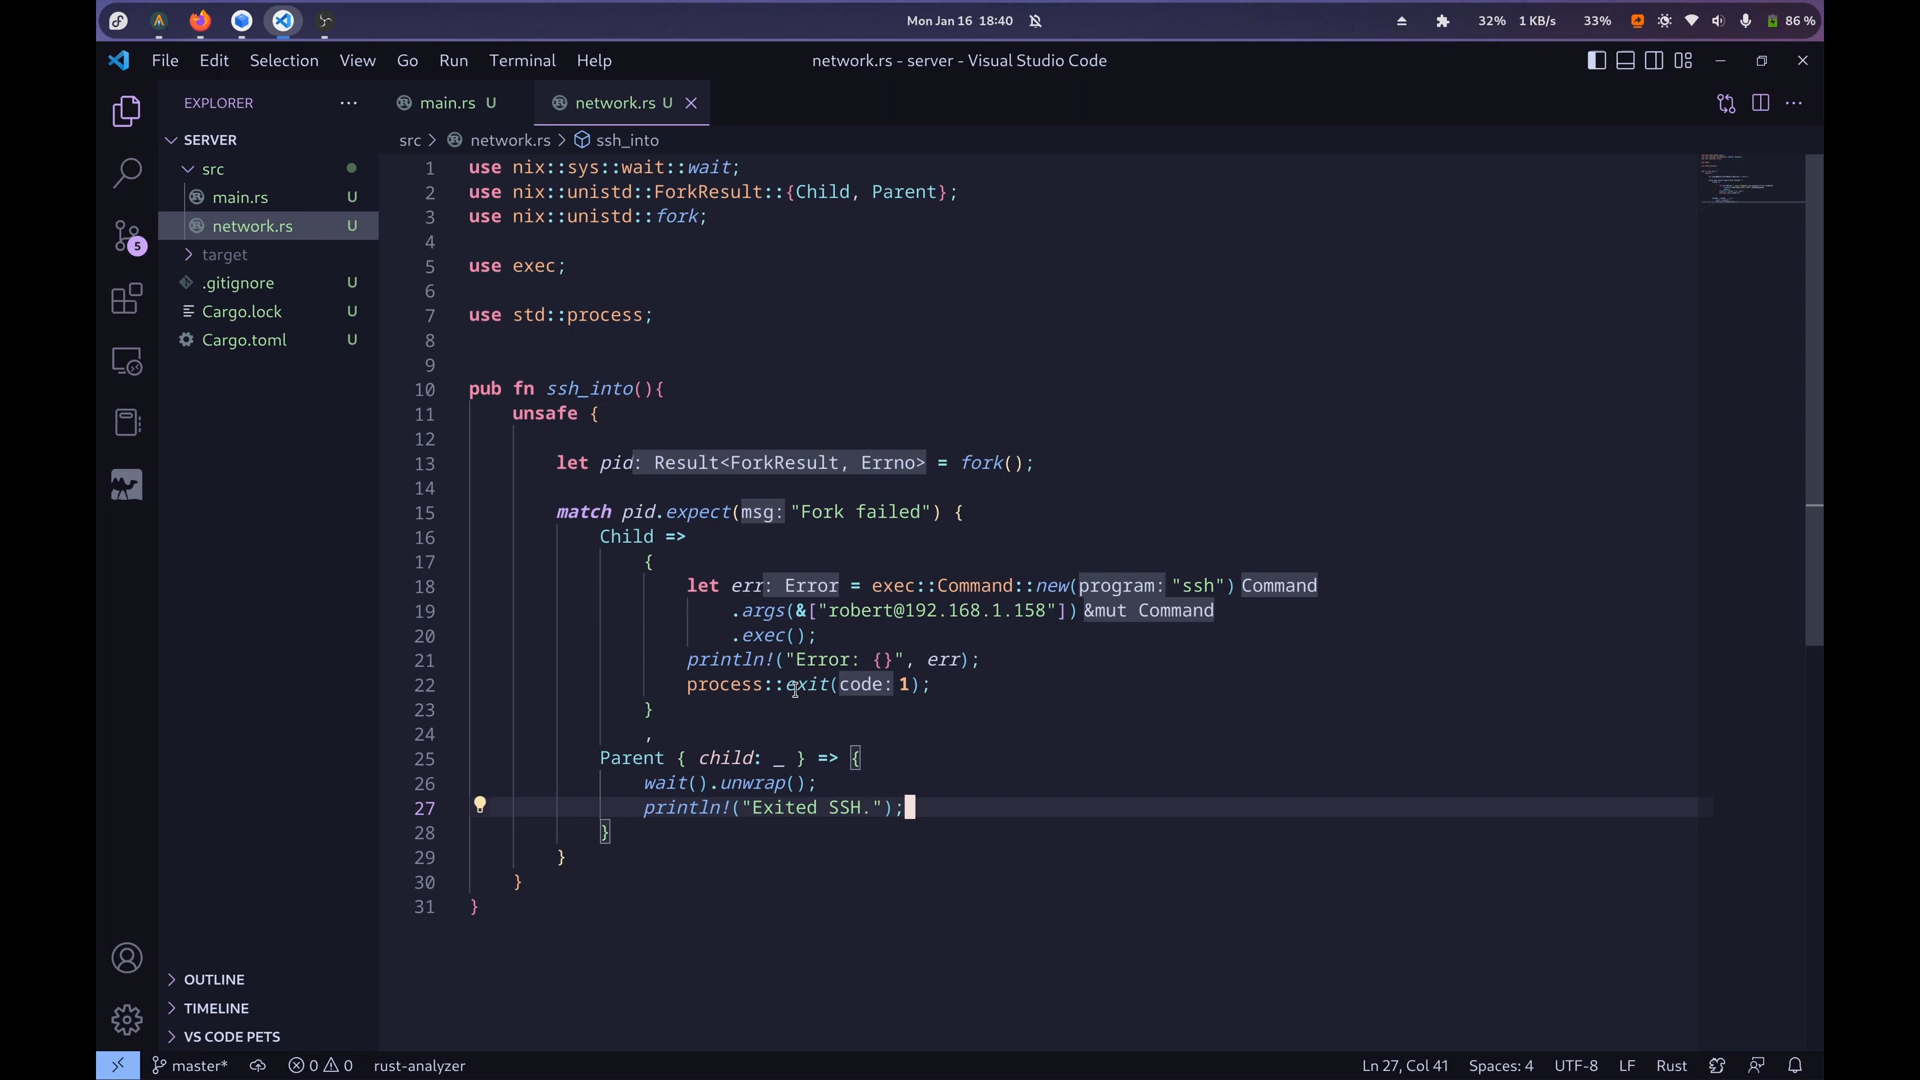 Mon Jan 16 18:40
32% 1 KB/s 33% 86 %
File Edit Selection View Go Run Terminal Help
network.rs - server - Visual Studio Code
EXPLORER
main.rs U
network.rs U
SERVER
src
main.rs U
network.rs U
target
.gitignore U
Cargo.lock U
Cargo.toml U
5
src > network.rs > ssh_into
1 use nix::sys::wait::wait;
2 use nix::unistd::ForkResult::{Child, Parent};
3 use nix::unistd::fork;
4
5 use exec;
6
7 use std::process;
8
9
10 pub fn ssh_into(){
11 unsafe {
12
13 let pid: Result<ForkResult, Errno> = fork();
14
15 match pid.expect(msg: "Fork failed") {
16 Child =>
17 {
18 let err: Error = exec::Command::new(program: "ssh") Command
19 .args(&["robert@192.168.1.158"]) &mut Command
20 .exec();
21 println!("Error: {}", err);
22 process::exit(code: 1);
23 }
24 ,
25 Parent { child: _ } => {
26 wait().unwrap();
27 println!("Exited SSH.");
28 }
29 }
30 }
31 }
OUTLINE
TIMELINE
VS CODE PETS
master* 0 0 rust-analyzer
Ln 27, Col 41 Spaces: 4 UTF-8 LF Rust